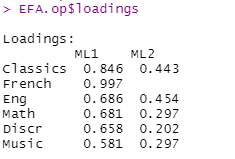 > EFA.op$loadings
Loadings:
ML1 ML2
Classics 0.846 0.443
French 0.997
Eng 0.686 0.454
Math 0.681 0.297
Discr 0.658 0.202
Music 0.581 0.297